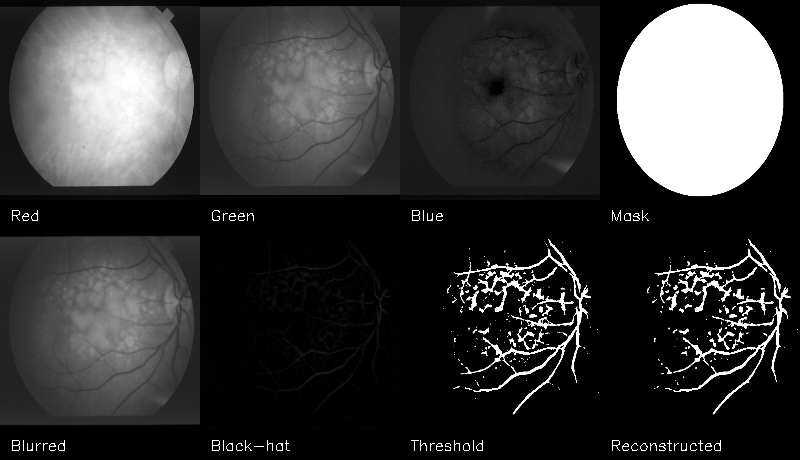 Red
Green
Blue
Mask
Blurred
Black-hat
Threshold
Reconstructed